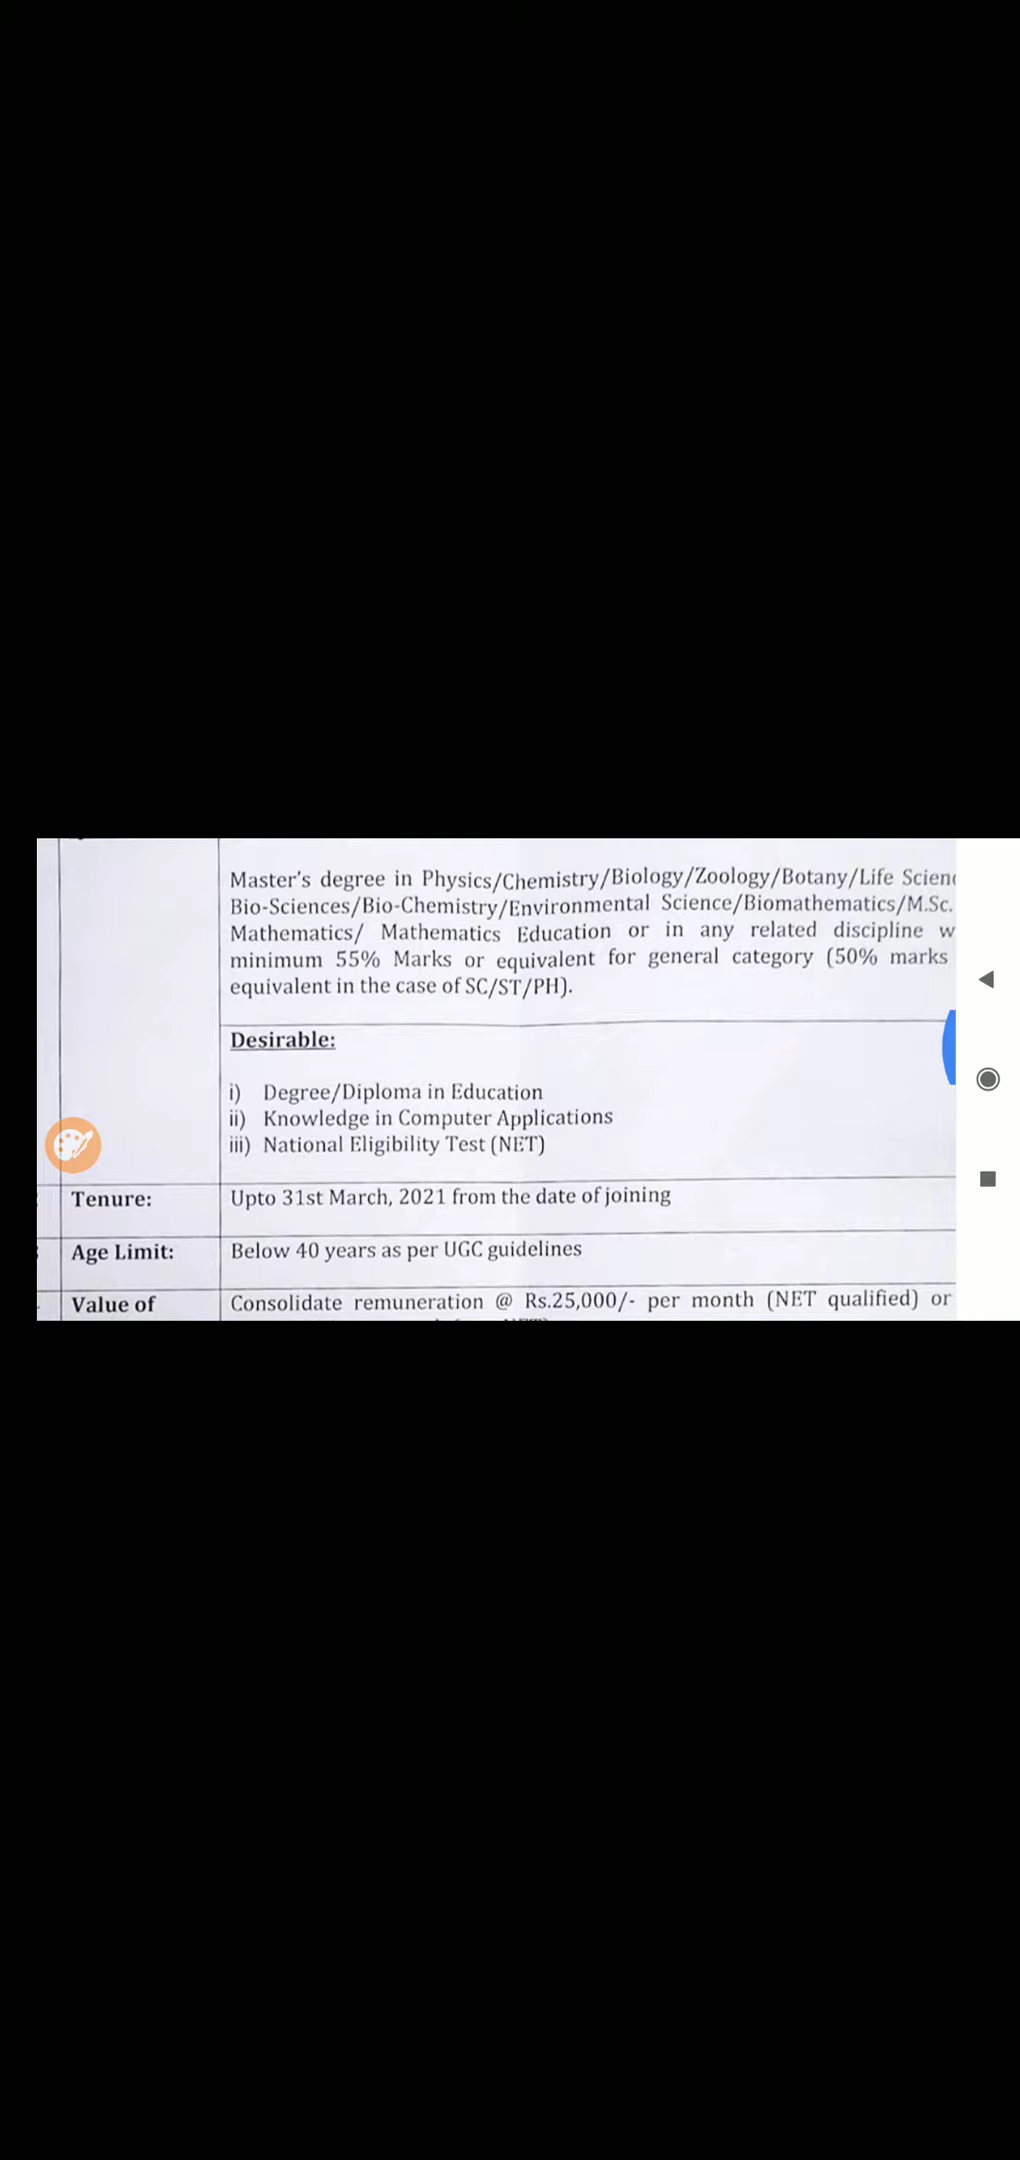 Master's degree in Physics/Chemistry/Biology/Zoology/Botany/Life Scien
Bio-Sciences/Bio-Chemistry/Environmental Science/Biomathematics/M.Sc.
Mathematics/ Mathematics Education or in any related discipline w
minimum 55% Marks or equivalent for general category (50% marks
equivalent in the case of SC/ST/PH).
Desirable:
i) Degree/Diploma in Education
ii) Knowledge in Computer Applications
iii) National Eligibility Test (NET)
Tenure: Upto 31st March, 2021 from the date of joining
Age Limit: Below 40 years as per UGC guidelines
Value of Consolidate remuneration @ Rs.25,000/- per month (NET qualified) or